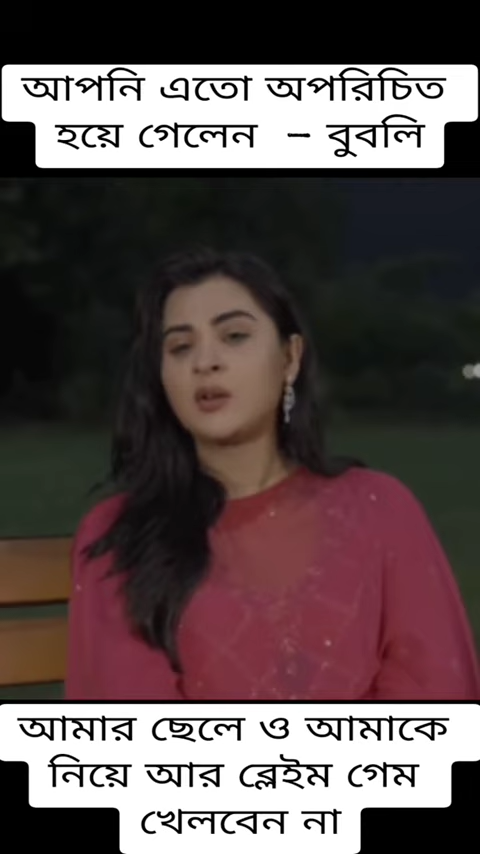 আপনি এতো অপরিচিত
হয়ে গেলেন – বুবলি
আমার ছেলে ও আমাকে
নিয়ে আর ব্লেইম গেম
খেলবেন না